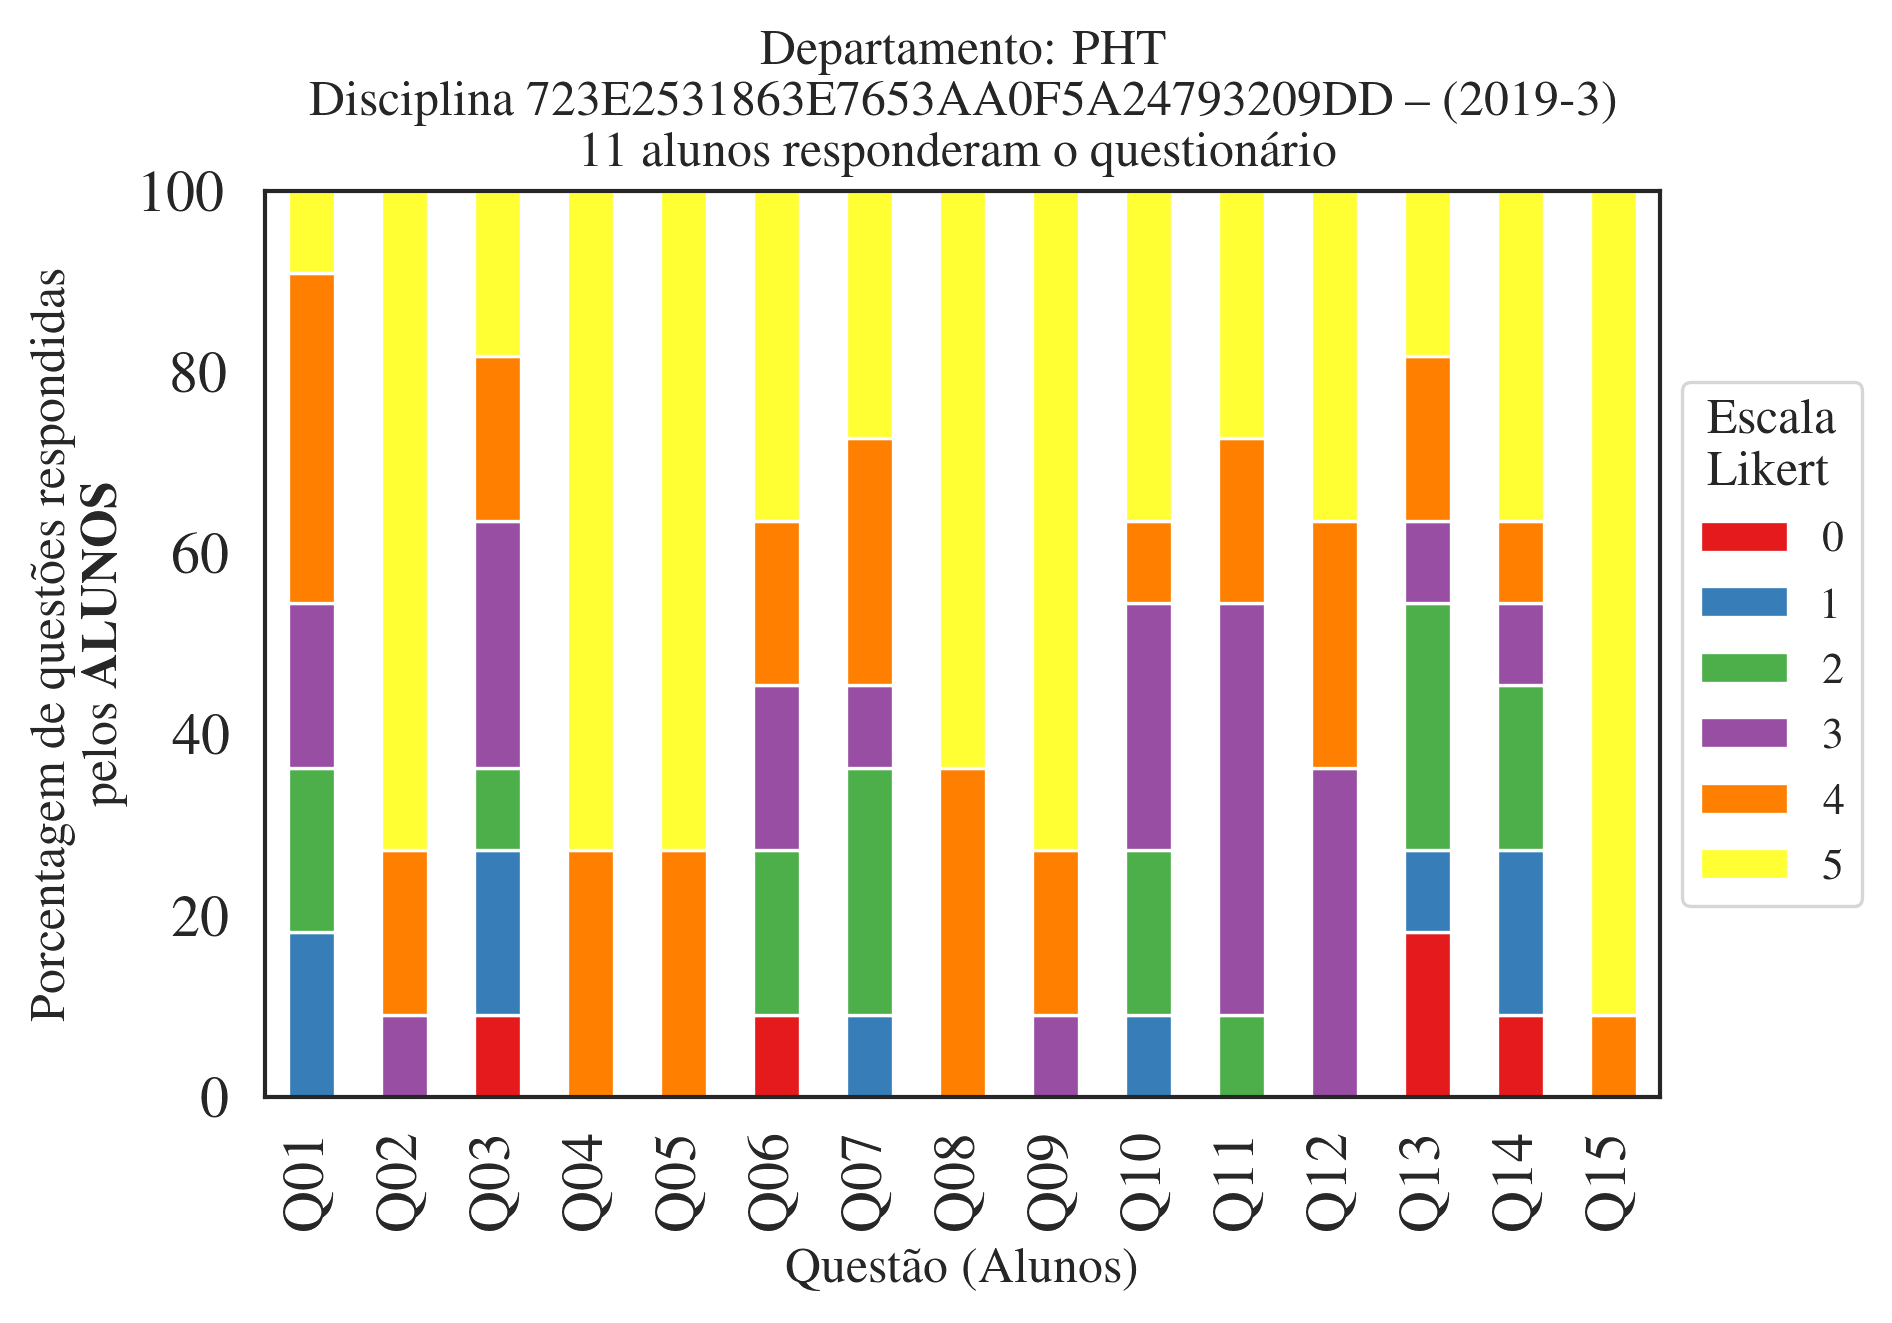 Departamento: PHT
Disciplina 723E2531863E7653AA0F5A24793209DD – (2019-3)
11 alunos responderam o questionário
Porcentagem de questões respondidas
pelos ALUNOS
100
80
60
40
20
0
Q01
Q02
Q03
Q04
Q05
Q06
Q07
Q08
Q09
Q10
Q11
Q12
Q13
Q14
Q15
Questão (Alunos)
Escala
Likert
0
1
2
3
4
5